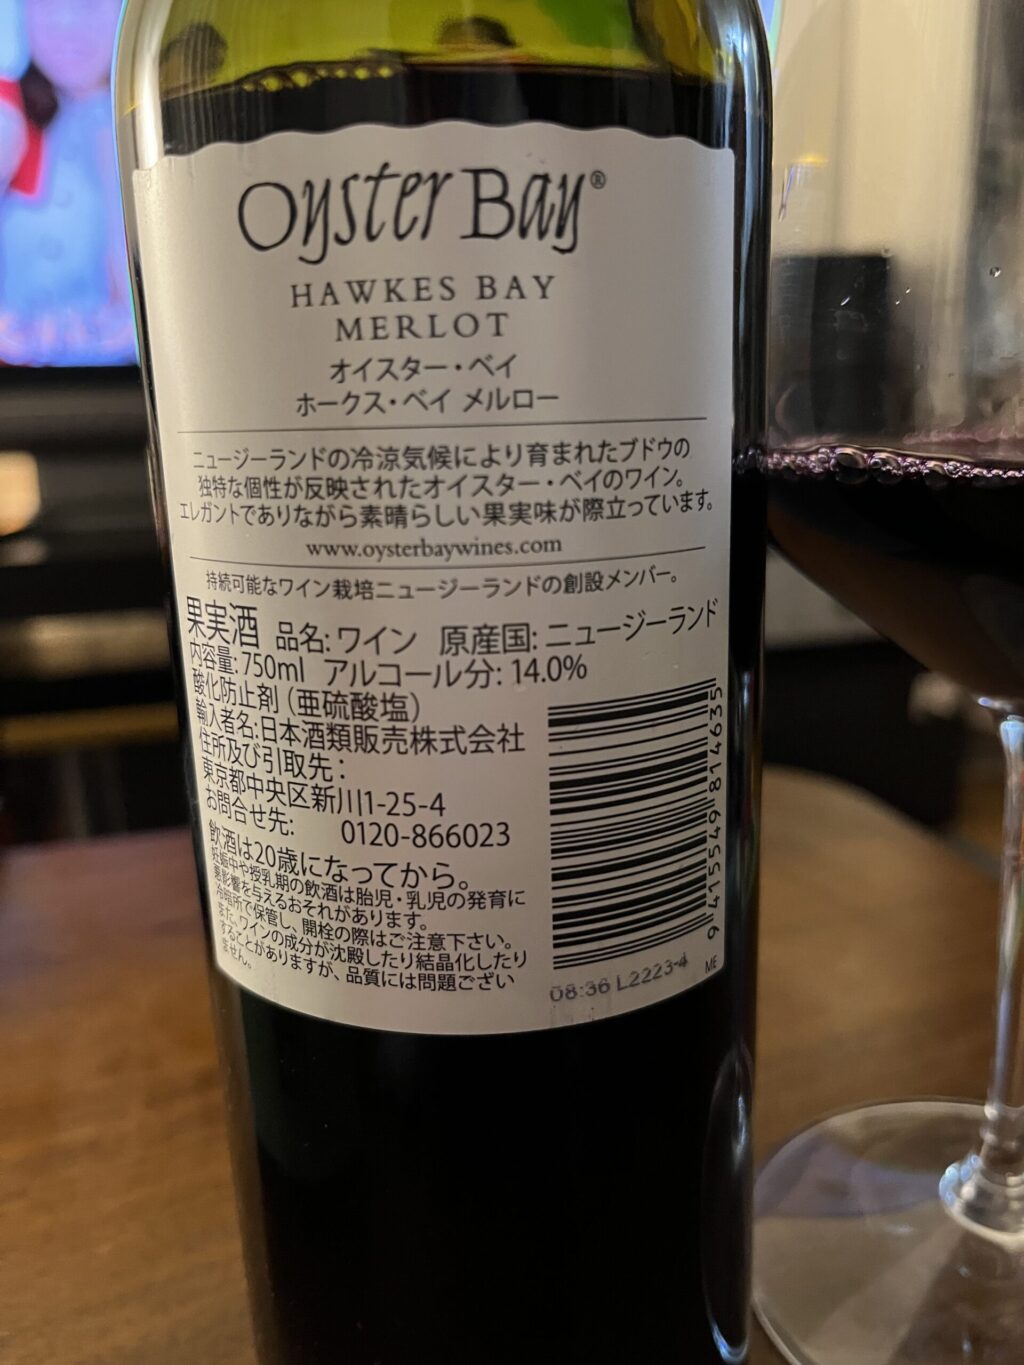 Oyster Bay®
HAWKES BAY
MERLOT
オイスター・ベイ
ホークス・ベイ メルロー
ニュージーランドの冷涼気候により育まれたブドウの
独特な個性が反映されたオイスター・ベイのワイン。
エレガントでありながら素晴らしい果実味が際立っています。
www.oysterbaywines.com
持続可能なワイン栽培ニュージーランドの創設メンバー。
果実酒 品名:ワイン 原産国:ニュージーランド
内容量:750ml アルコール分:14.0%
酸化防止剤(亜硫酸塩)
輸入者名:日本酒類販売株式会社
住所及び引取先:
東京都中央区新川1-25-4
お問合せ先: 0120-866023
飲酒は20歳になってから。
妊娠中や授乳期の飲酒は胎児・乳児の発育に
悪影響を与えるおそれがあります。
冷暗所で保管し、開栓の際はご注意下さい。
また、ワインの成分が沈殿したり結晶化したり
することがありますが、品質には問題ござい
ません。
9 415549 814635
ME
08:36 L2223-4